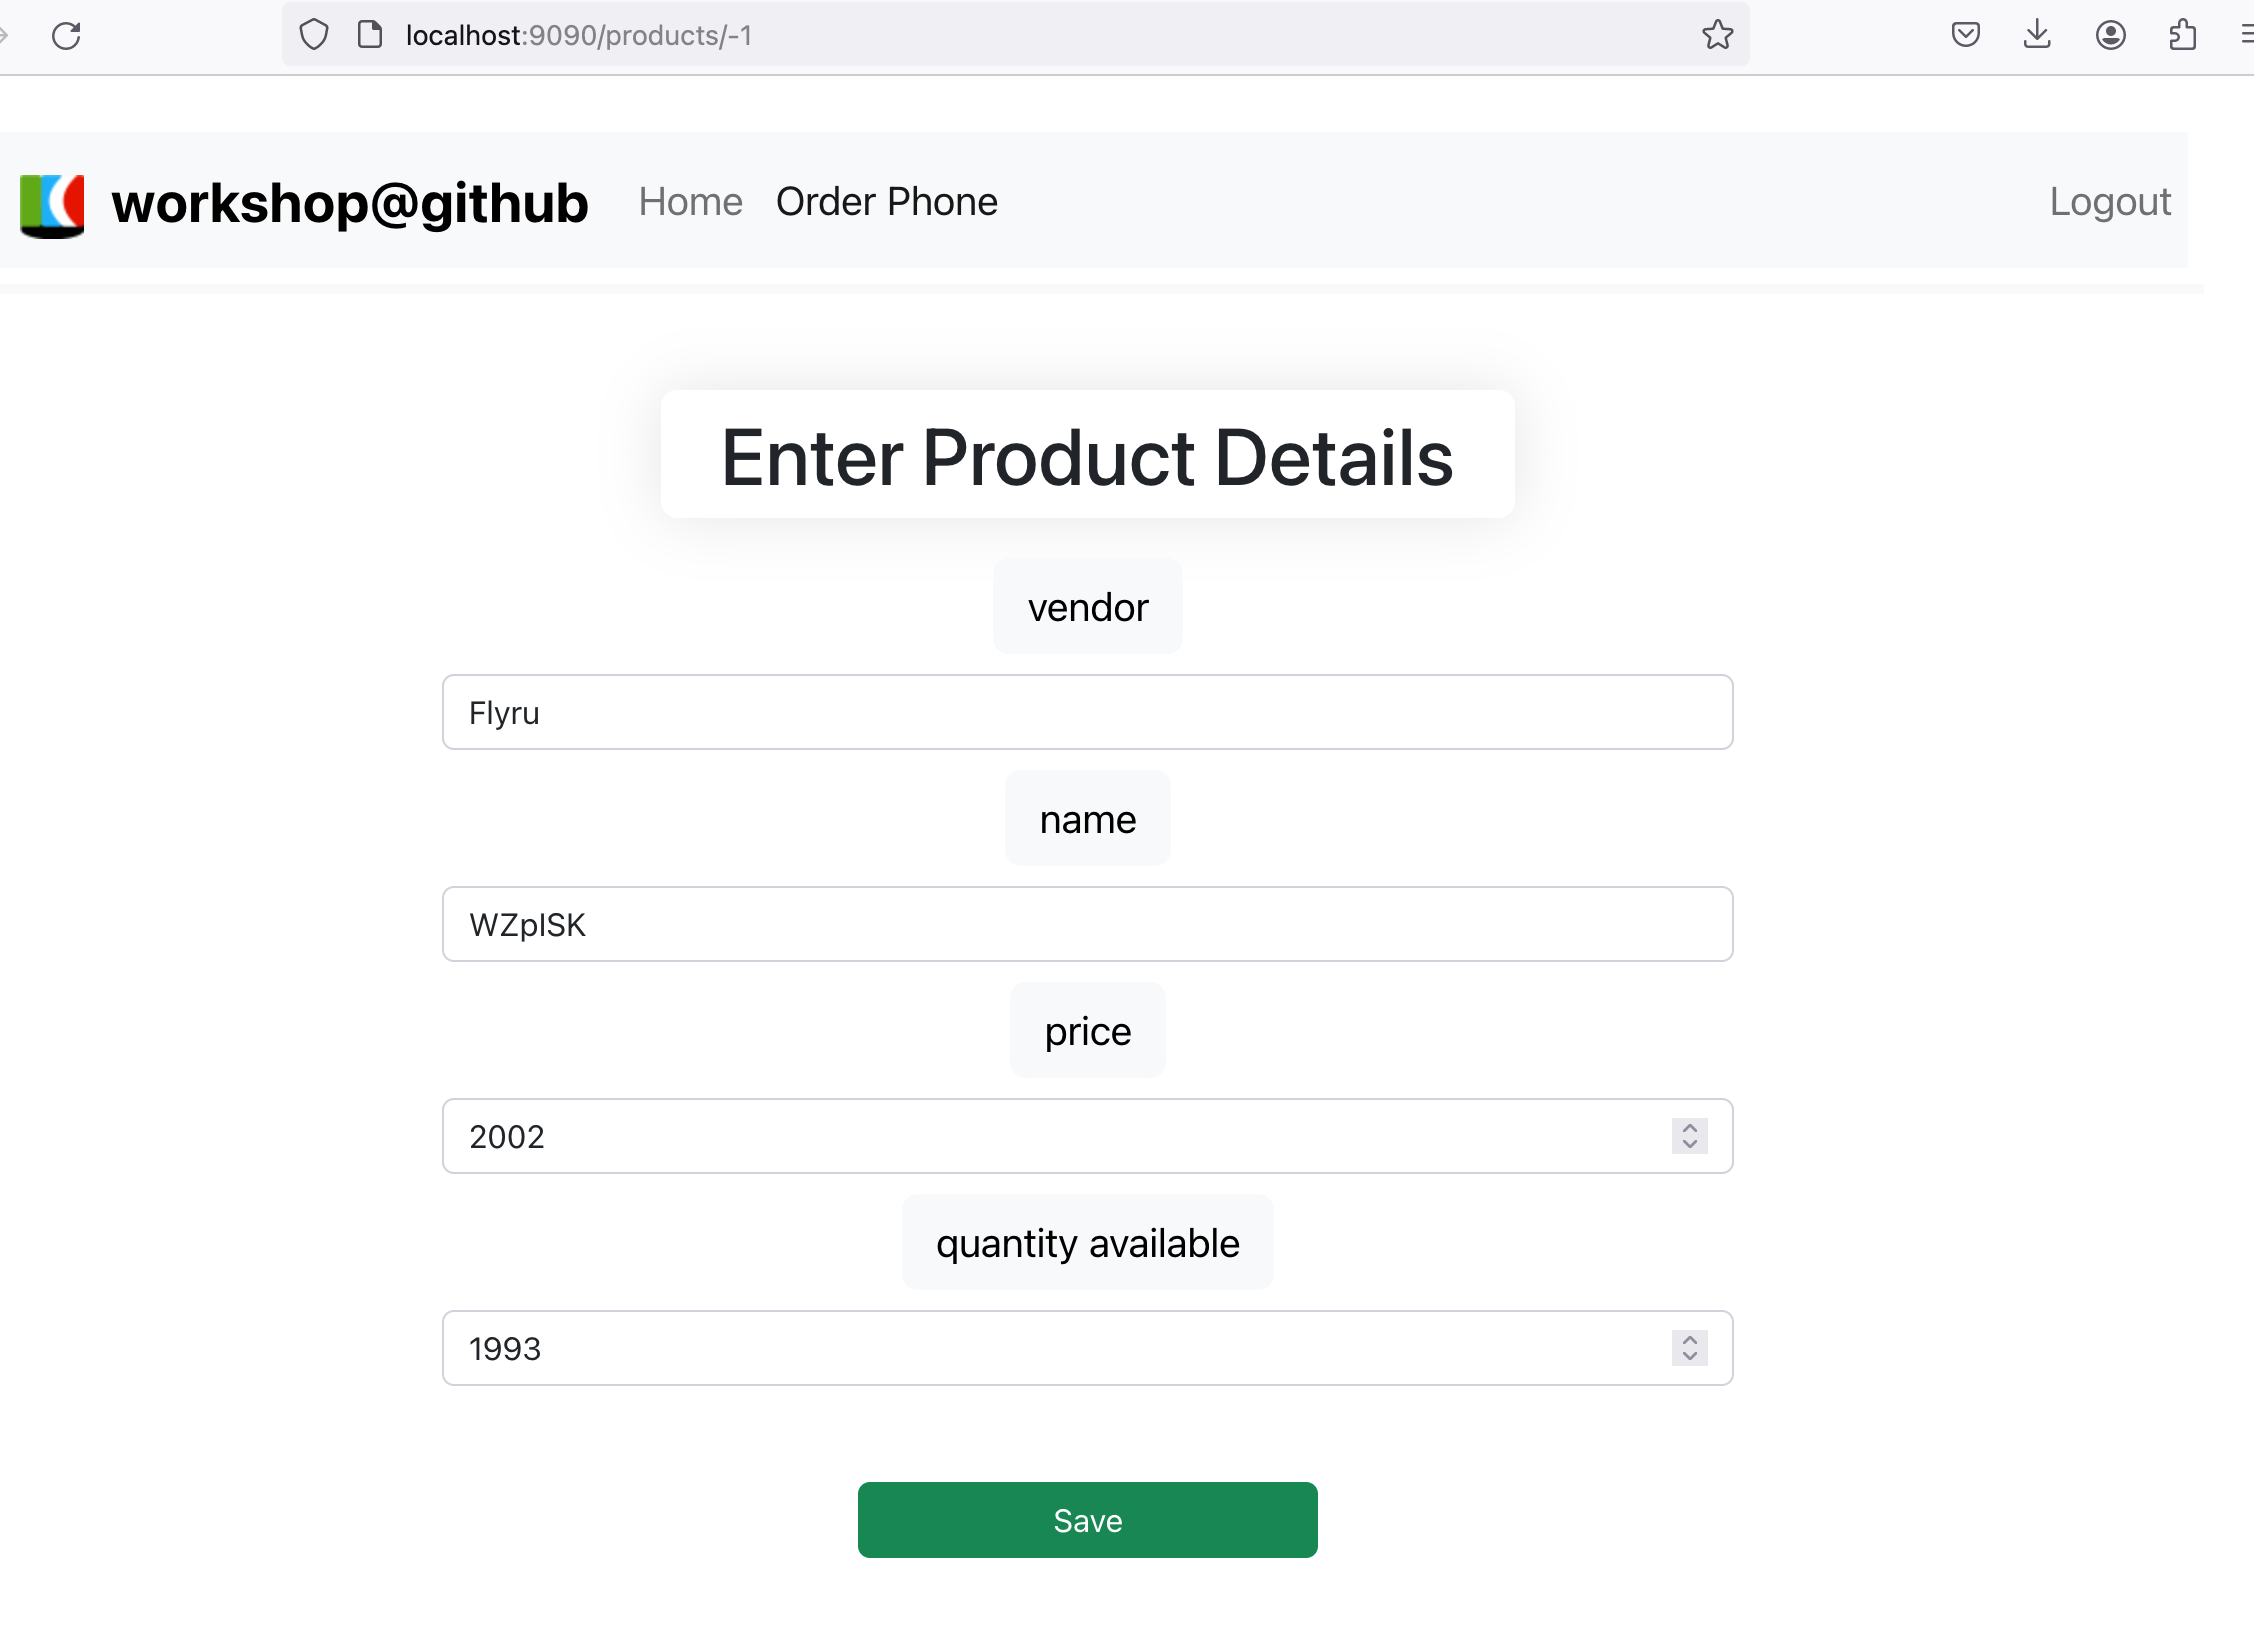 localhost:9090/products/-1
workshop@github Home Order Phone Logout
Enter Product Details
vendor
Flyru
name
WZplSK
price
2002
quantity available
1993
Save